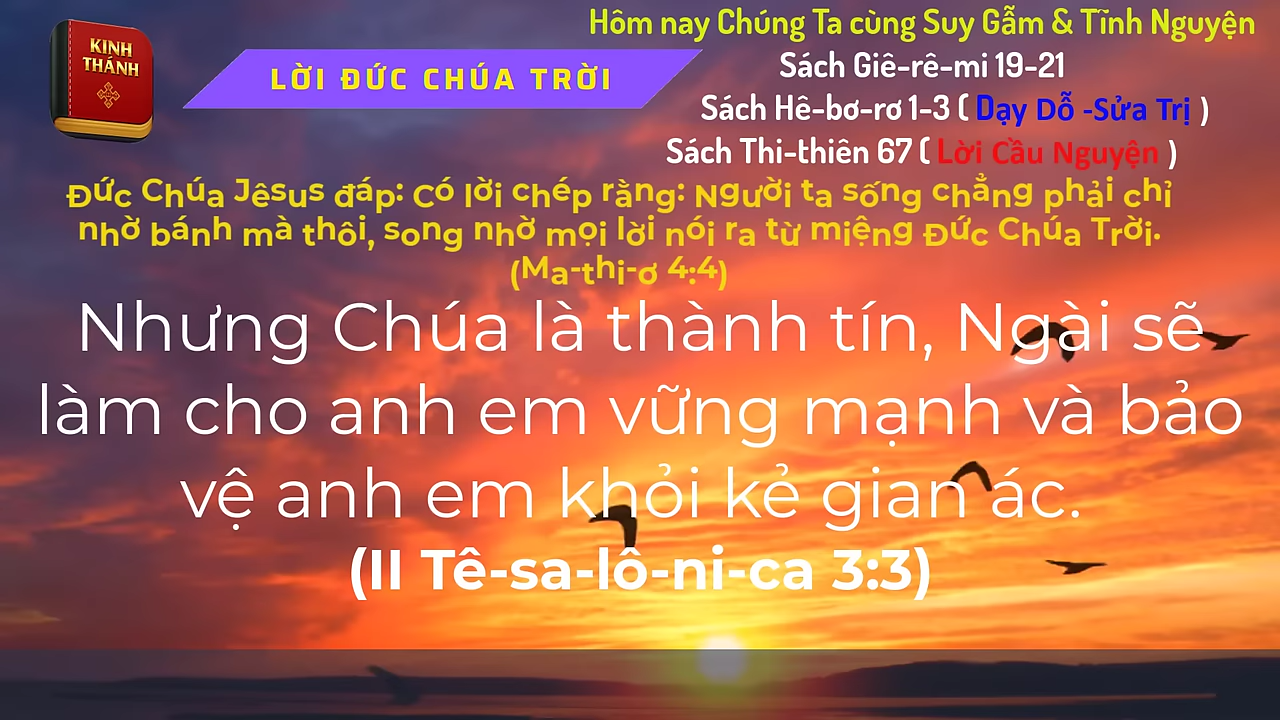 KINH
THÁNH
LỜI ĐỨC CHÚA TRỜI
Hôm nay Chúng Ta cùng Suy Gẫm & Tĩnh Nguyện
Sách Giê-rê-mi 19-21
Sách Hê-bơ-rơ 1-3 ( Dạy Dỗ -Sửa Trị )
Sách Thi-thiên 67 ( Lời Cầu Nguyện )
Đức Chúa Jêsus đáp: Có lời chép rằng: Người ta sống chẳng phải chỉ
nhờ bánh mà thôi, song nhờ mọi lời nói ra từ miệng Đức Chúa Trời.
(Ma-thi-ơ 4:4)
Nhưng Chúa là thành tín, Ngài sẽ
làm cho anh em vững mạnh và bảo
vệ anh em khỏi kẻ gian ác.
(II Tê-sa-lô-ni-ca 3:3)